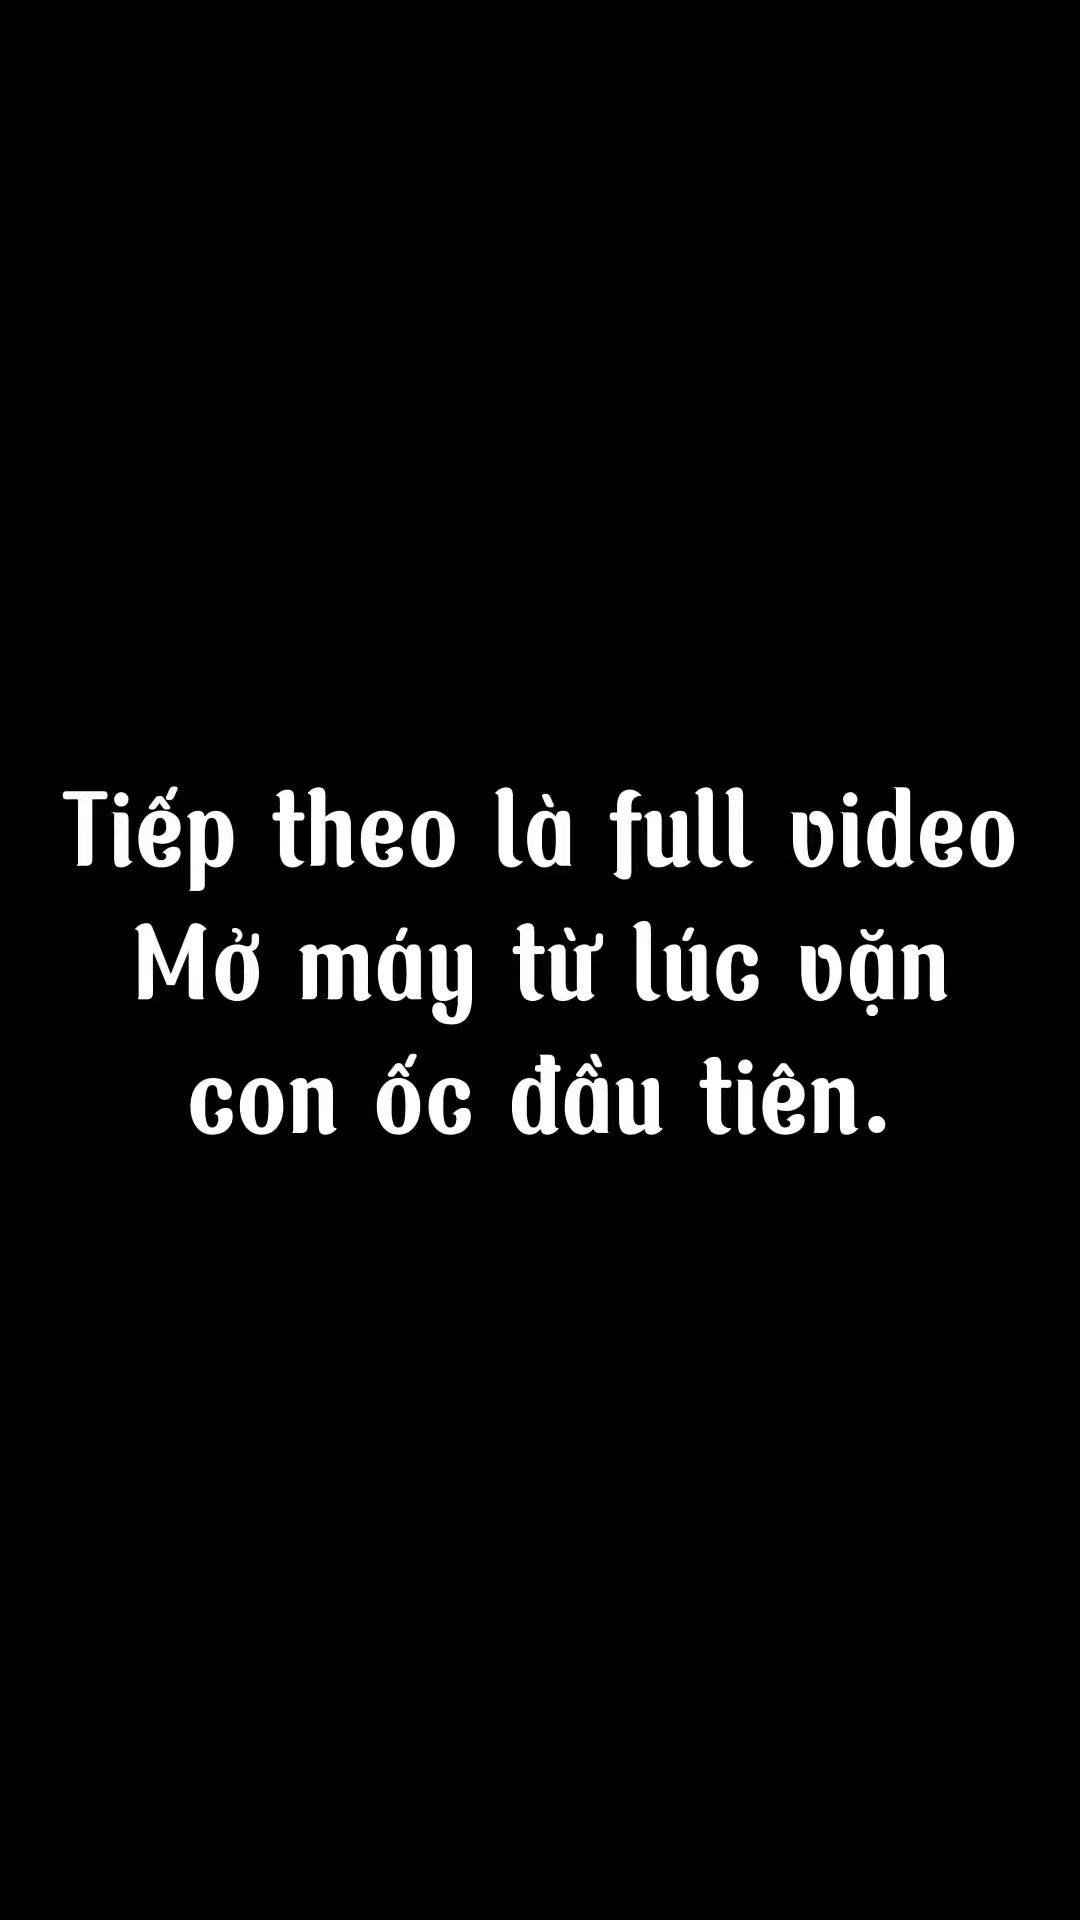 Tiếp theo là full video
Mở máy từ lúc vặn
con ốc đầu tiên.